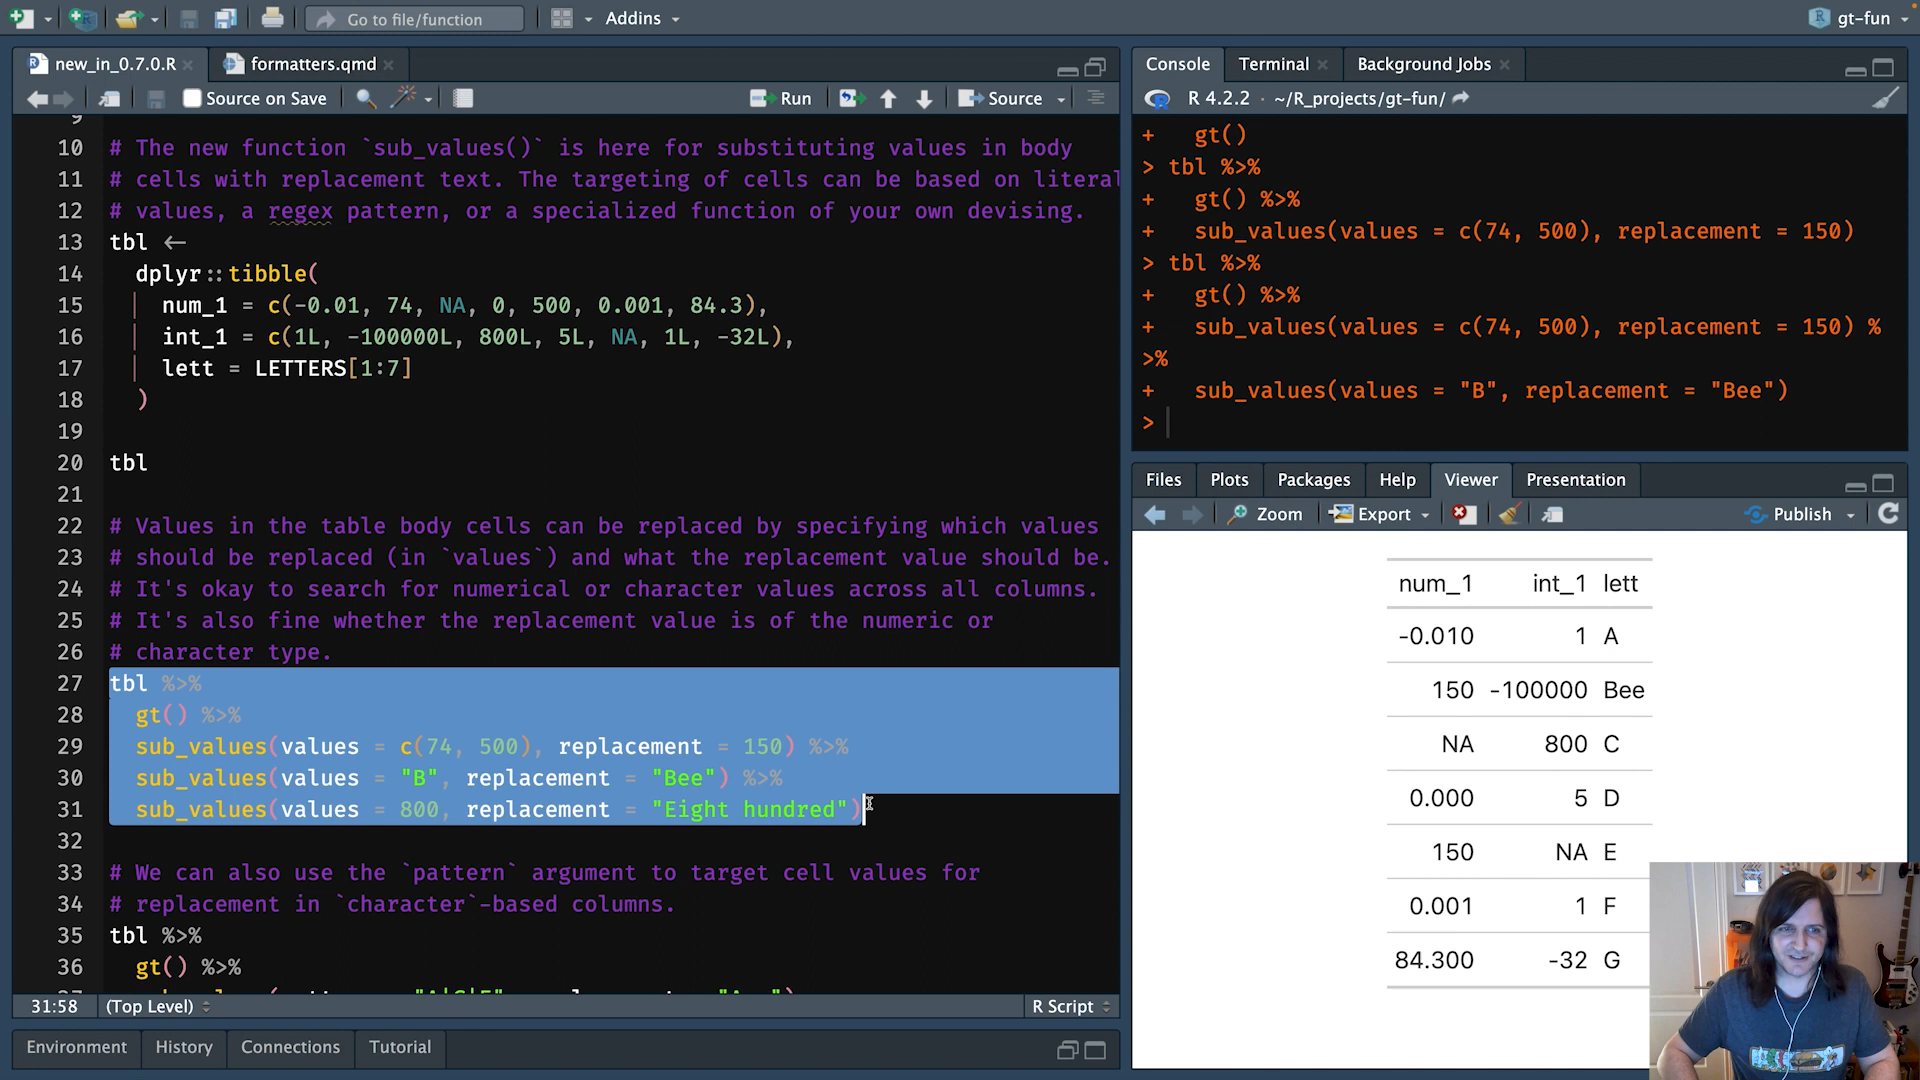 Go to file/function
Addins
gt-fun
new_in_0.7.0.R
formatters.qmd
Source on Save
Run
Source
9
10 # The new function `sub_values()` is here for substituting values in body
11 # cells with replacement text. The targeting of cells can be based on literal
12 # values, a regex pattern, or a specialized function of your own devising.
13 tbl <-
14 dplyr::tibble(
15 num_1 = c(-0.01, 74, NA, 0, 500, 0.001, 84.3),
16 int_1 = c(1L, -100000L, 800L, 5L, NA, 1L, -32L),
17 lett = LETTERS[1:7]
18 )
19
20 tbl
21
22 # Values in the table body cells can be replaced by specifying which values
23 # should be replaced (in `values`) and what the replacement value should be.
24 # It's okay to search for numerical or character values across all columns.
25 # It's also fine whether the replacement value is of the numeric or
26 # character type.
27 tbl %>%
28 gt() %>%
29 sub_values(values = c(74, 500), replacement = 150) %>%
30 sub_values(values = "B", replacement = "Bee") %>%
31 sub_values(values = 800, replacement = "Eight hundred")
32
33 # We can also use the `pattern` argument to target cell values for
34 # replacement in `character`-based columns.
35 tbl %>%
36 gt() %>%
31:58
(Top Level)
R Script
Environment
History
Connections
Tutorial
Console
Terminal
Background Jobs
R 4.2.2 · ~/R_projects/gt-fun/
+ gt()
> tbl %>%
+ gt() %>%
+ sub_values(values = c(74, 500), replacement = 150)
> tbl %>%
+ gt() %>%
+ sub_values(values = c(74, 500), replacement = 150) %
>%
+ sub_values(values = "B", replacement = "Bee")
>
Files
Plots
Packages
Help
Viewer
Presentation
Zoom
Export
Publish
num_1 int_1 lett
-0.010 1 A
150 -100000 Bee
NA 800 C
0.000 5 D
150 NA E
0.001 1 F
84.300 -32 G